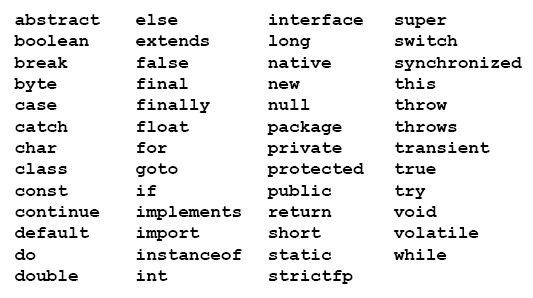 abstract else interface super
boolean extends long switch
break false native synchronized
byte final new this
case finally null throw
catch float package throws
char for private transient
class goto protected true
const if public try
continue implements return void
default import short volatile
do instanceof static while
double int strictfp